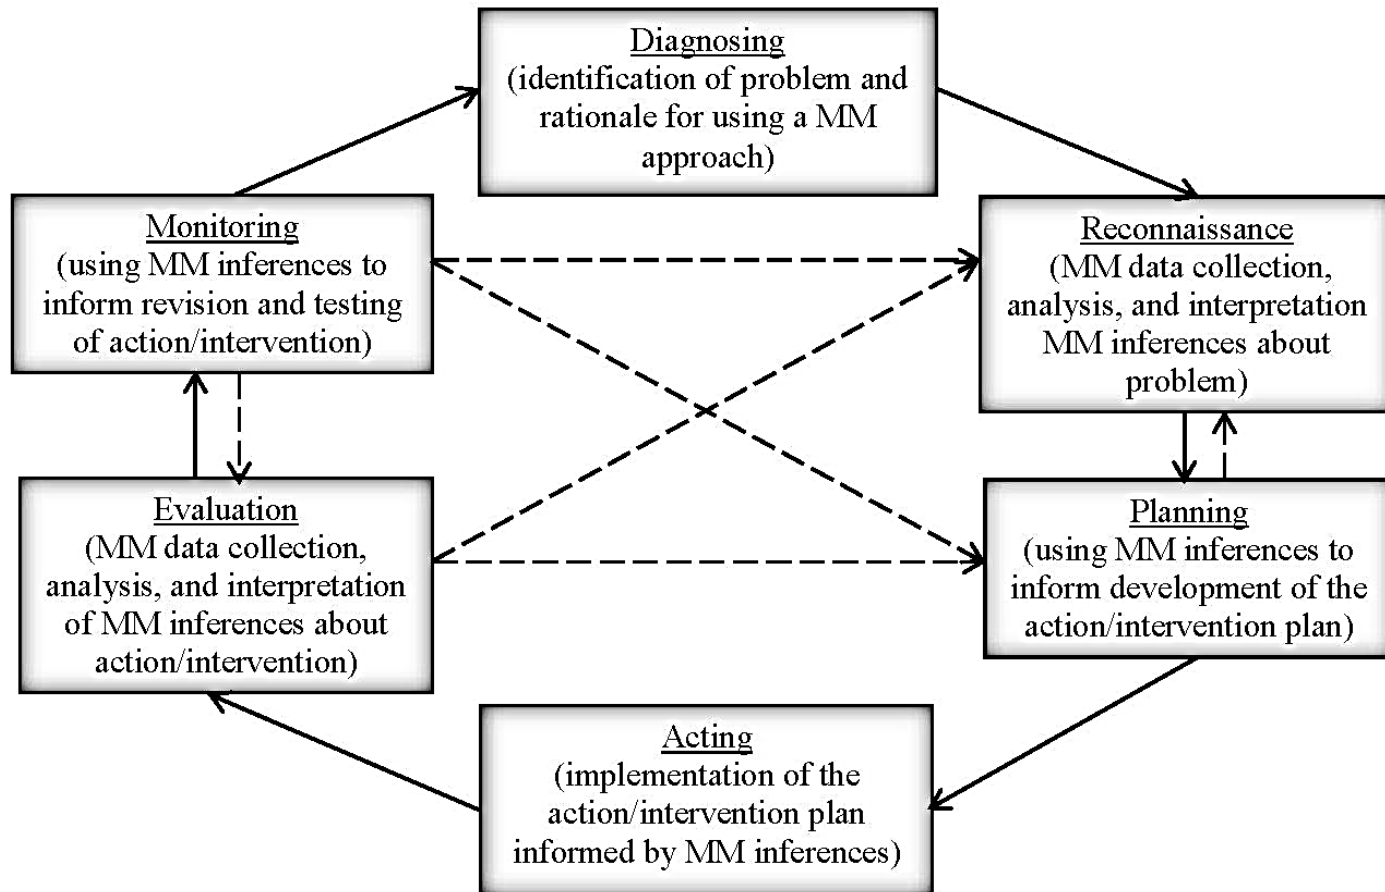 Diagnosing
(identification of problem and
rationale for using a MM
approach)
Monitoring
(using MM inferences to
inform revision and testing
of action/intervention)
Reconnaissance
(MM data collection,
analysis, and interpretation
MM inferences about
problem)
Evaluation
(MM data collection,
analysis, and interpretation
of MM inferences about
action/intervention)
Planning
(using MM inferences to
inform development of the
action/intervention plan)
Acting
(implementation of the
action/intervention plan
informed by MM inferences)